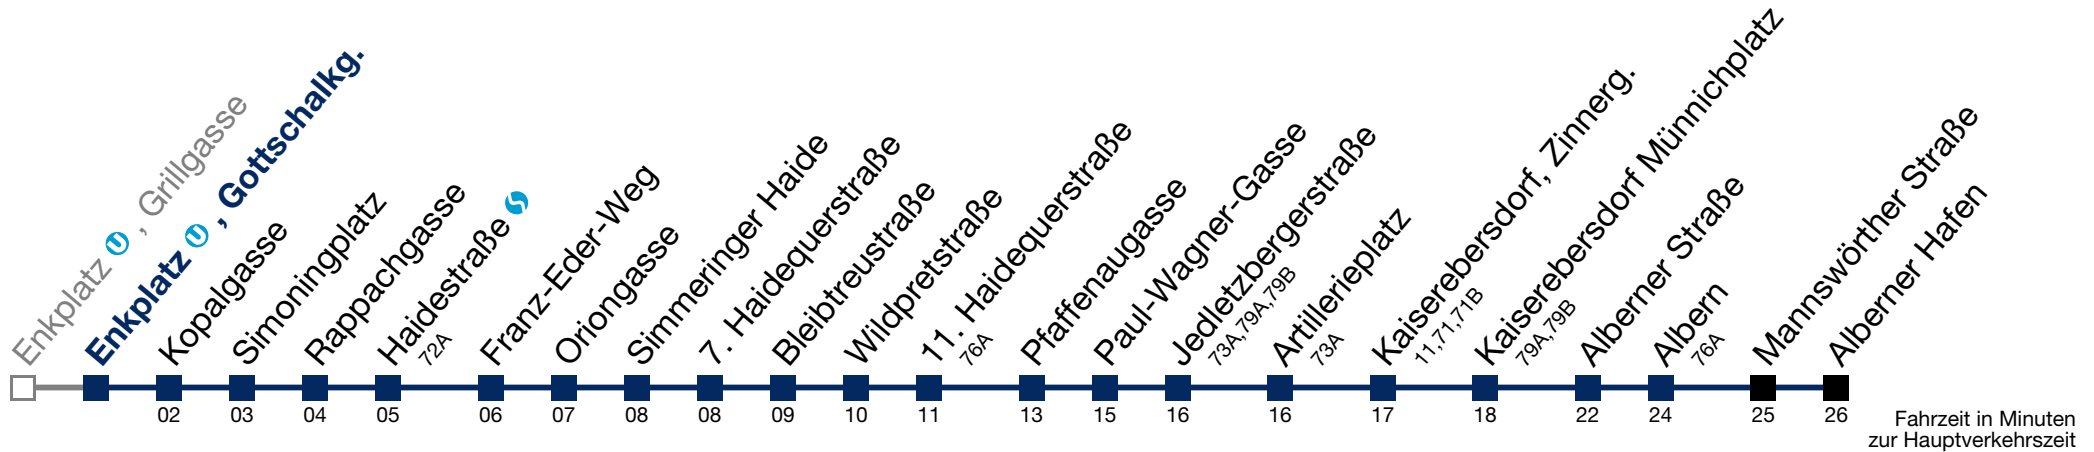 Enkplatz U, Grillgasse
Enkplatz U, Gottschalkg.
Kopalgasse
Simoningplatz
Rappachgasse
Haidestraße S
72A
Franz-Eder-Weg
Oriongasse
Simmeringer Haide
7. Haidequerstraße
Bleibtreustraße
Wildpretstraße
11. Haidequerstraße
76A
Pfaffenaugasse
Paul-Wagner-Gasse
Jedletzbergerstraße
73A,79A,79B
Artillerieplatz
73A
Kaiserebersdorf, Zinnerg.
11,71,71B
Kaiserebersdorf Münnichplatz
79A,79B
Alberner Straße
Albern
76A
Mannswörther Straße
Alberner Hafen
02 03 04 05 06 07 08 08 09 10 11 13 15 16 16 17 18 22 24 25 26
Fahrzeit in Minuten
zur Hauptverkehrszeit